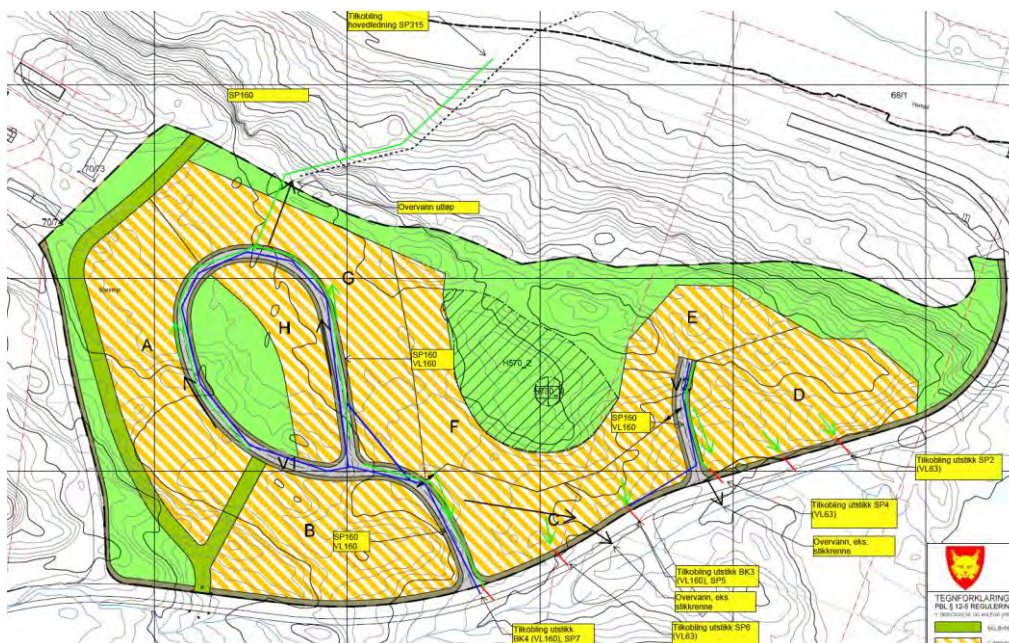 Tilkobling
hovedledning SP315
SP160
68/1
70/73
Overvann utløp
70/74
G
H
A
E
SP160
VL160
H570_2
V2
D
F
SP160
VL160
V1
Tilkobling utstikk SP2
(VL63)
Tilkobling utstikk SP4
(VL63)
C
B
SP160
VL160
Overvann, eks.
stikkrenne
Tilkobling utstikk BK3
(VL160), SP5
Overvann, eks
stikkrenne
Tilkobling utstikk
BK4 (VL160), SP7
Tilkobling utstikk SP6
(VL63)
TEGNFORKLARING
PBL § 12-5 REGULERIN